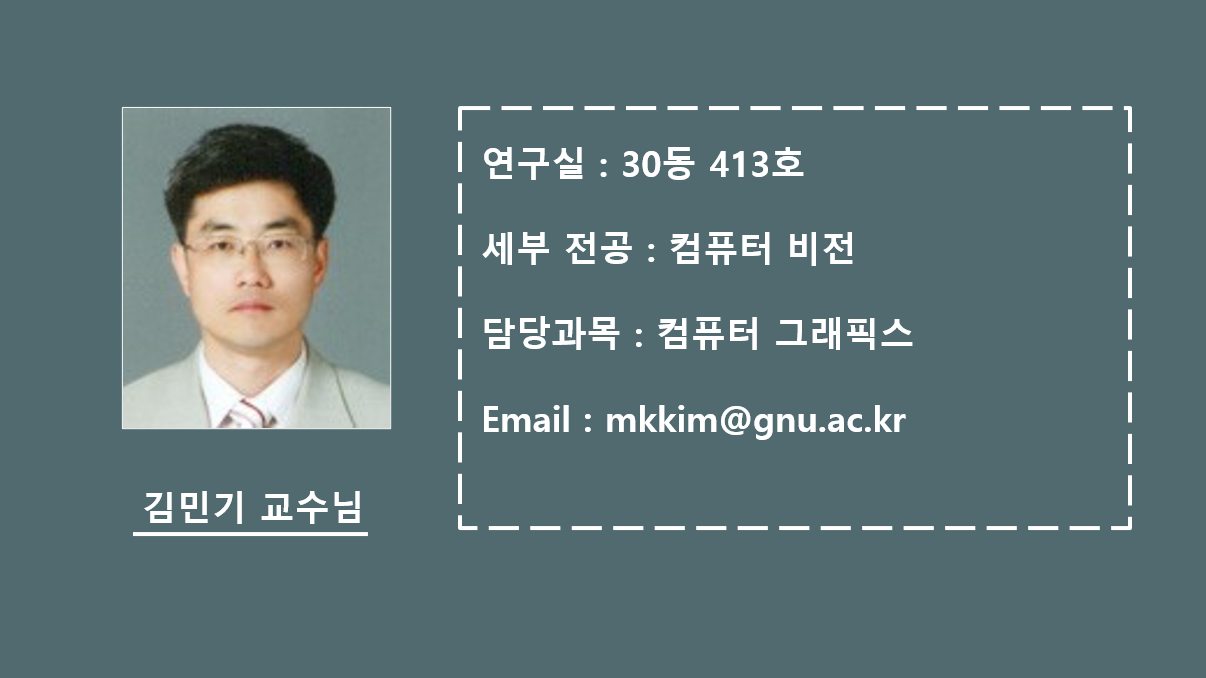 연구실 : 30동 413호
세부 전공 : 컴퓨터 비전
담당과목 : 컴퓨터 그래픽스
Email : mkkim@gnu.ac.kr
김민기 교수님